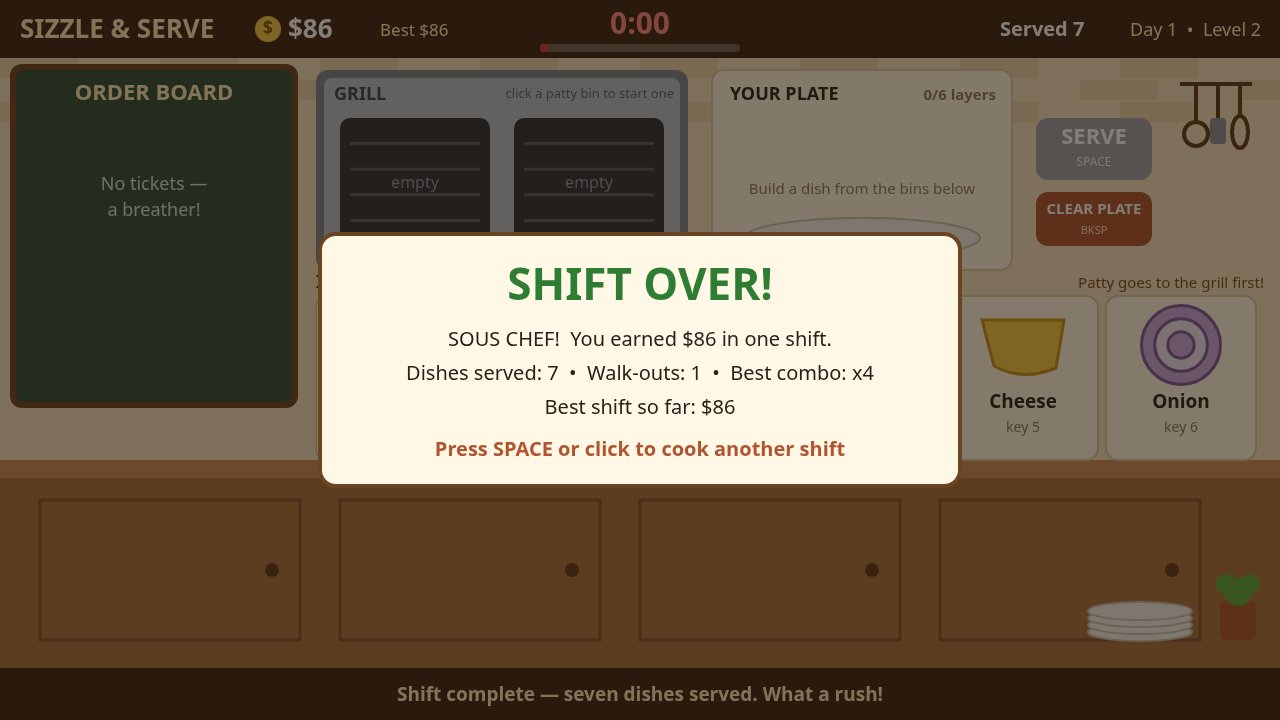 SIZZLE & SERVE
$ $86
Best $86
0:00
Served 7
Day 1 • Level 2
ORDER BOARD
No tickets —
a breather!
GRILL
click a patty bin to start one
empty
empty
YOUR PLATE
0/6 layers
Build a dish from the bins below
SERVE
SPACE
CLEAR PLATE
BKSP
Patty goes to the grill first!
SHIFT OVER!
SOUS CHEF! You earned $86 in one shift.
Dishes served: 7 • Walk-outs: 1 • Best combo: x4
Best shift so far: $86
Press SPACE or click to cook another shift
Cheese
key 5
Onion
key 6
Shift complete — seven dishes served. What a rush!